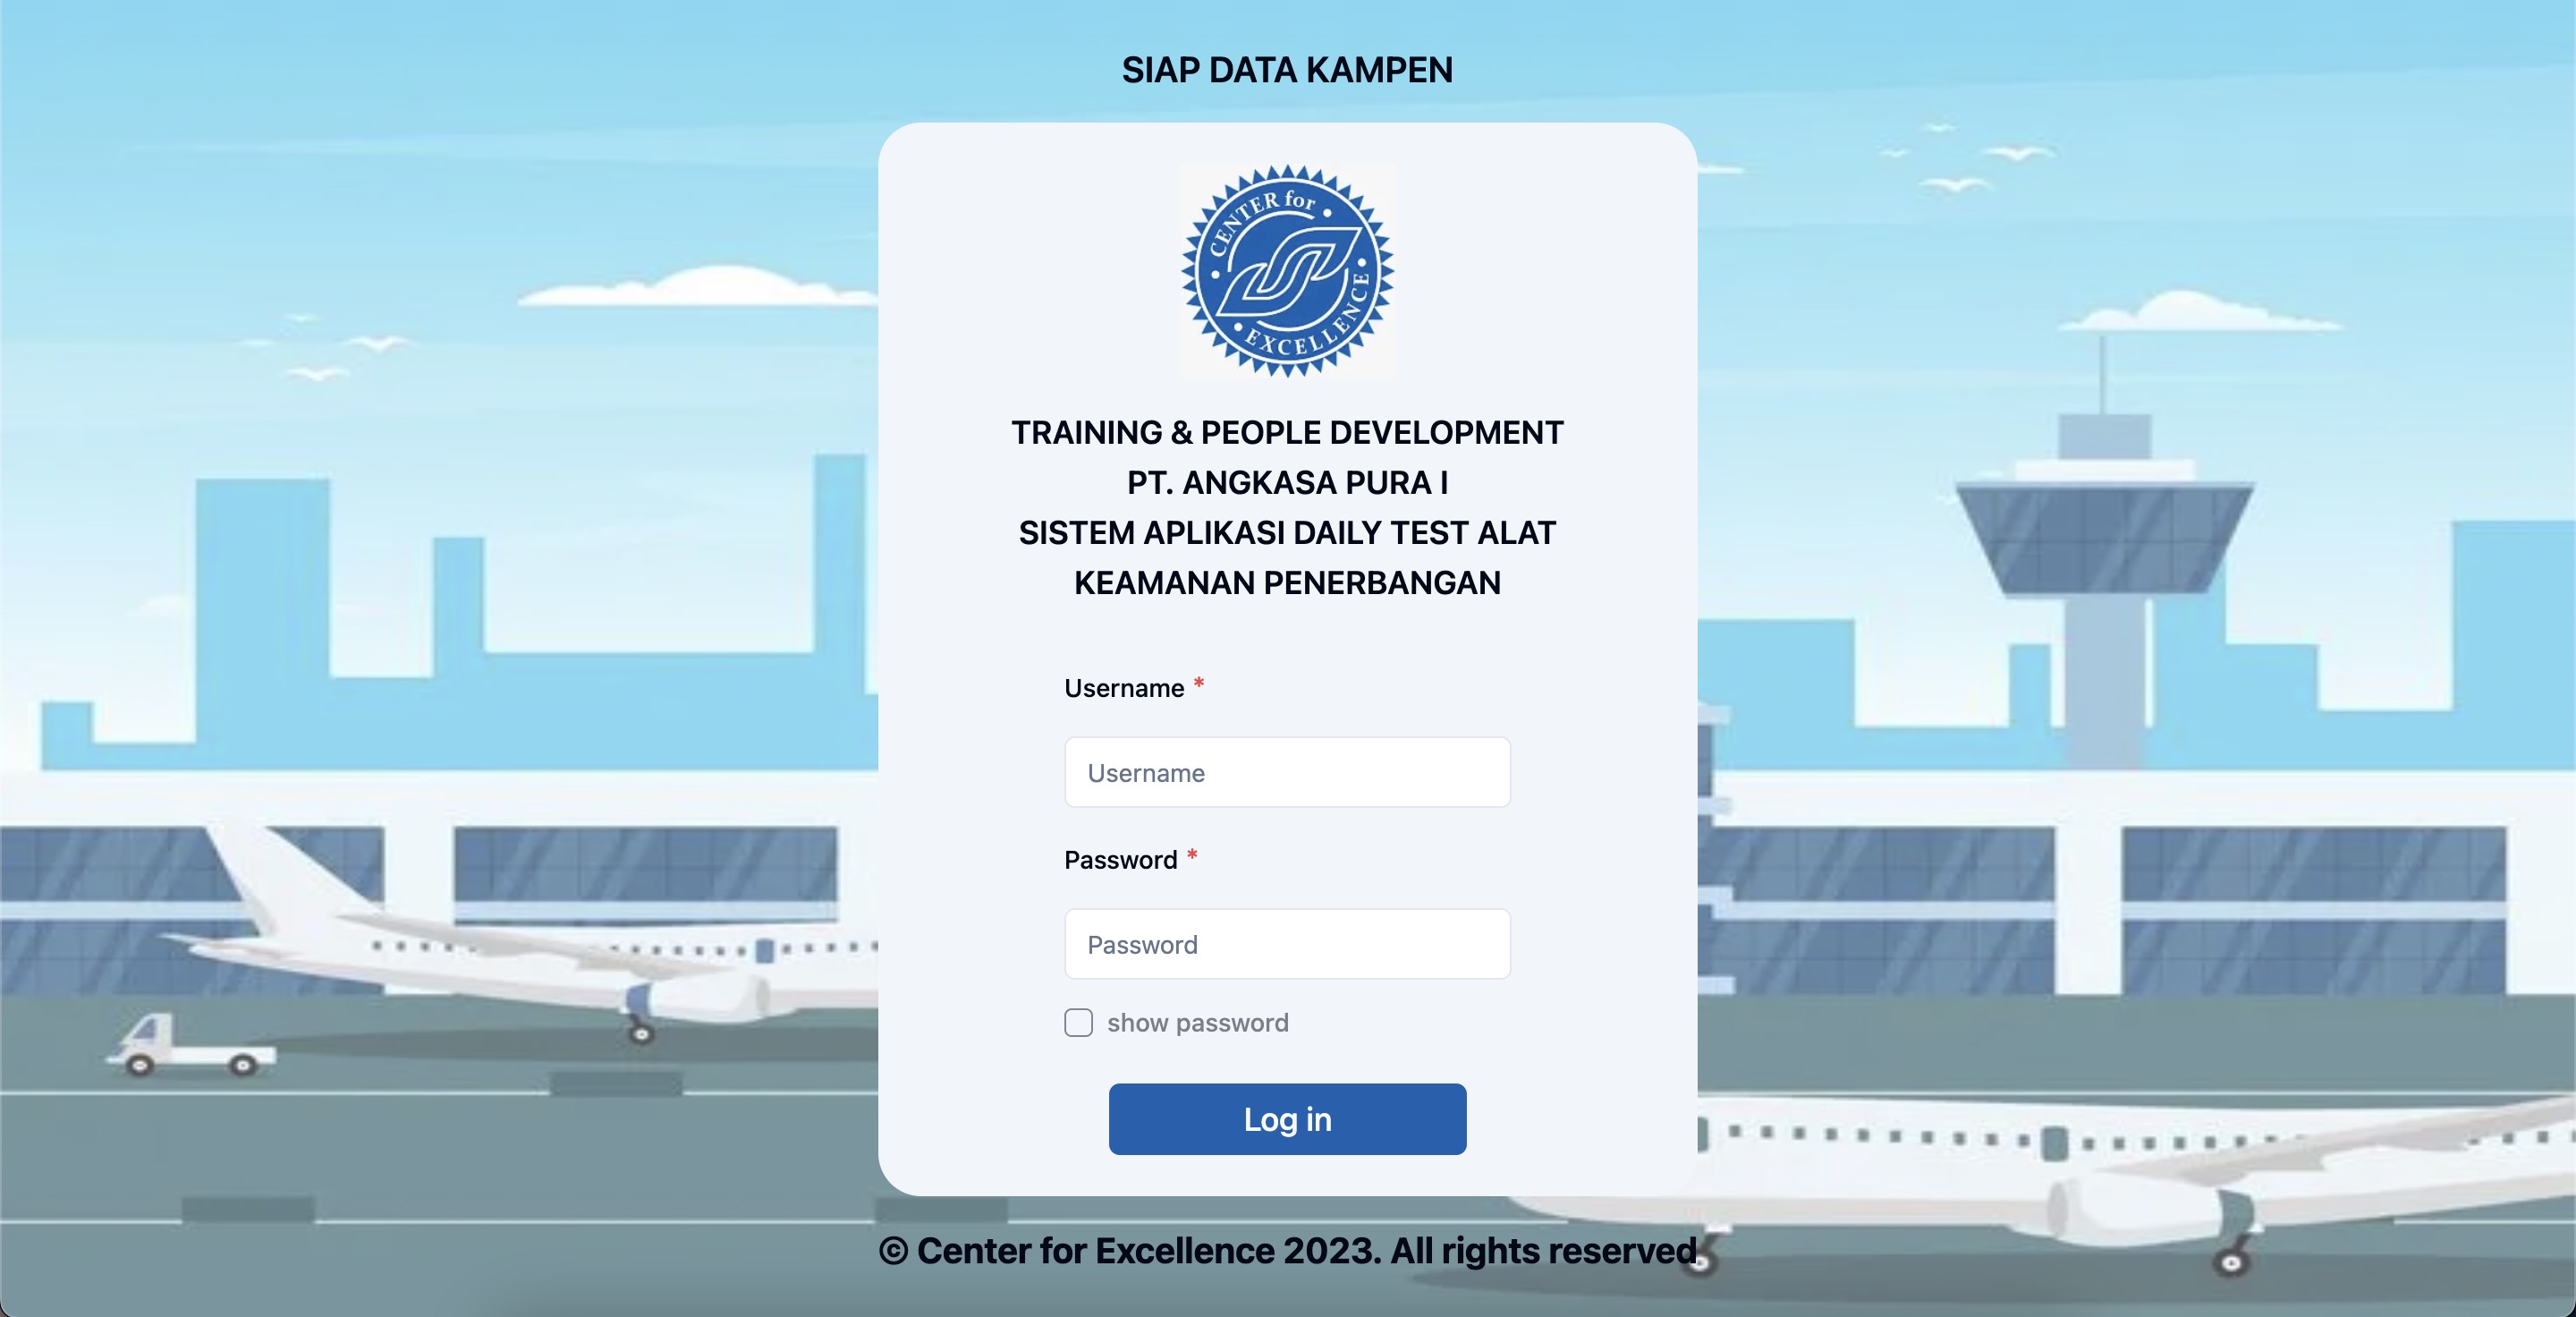 SIAP DATA KAMPEN
CENTER for
EXCELLENCE
TRAINING & PEOPLE DEVELOPMENT
PT. ANGKASA PURA I
SISTEM APLIKASI DAILY TEST ALAT
KEAMANAN PENERBANGAN
Username *
Username
Password *
Password
show password
Log in
© Center for Excellence 2023. All rights reserved